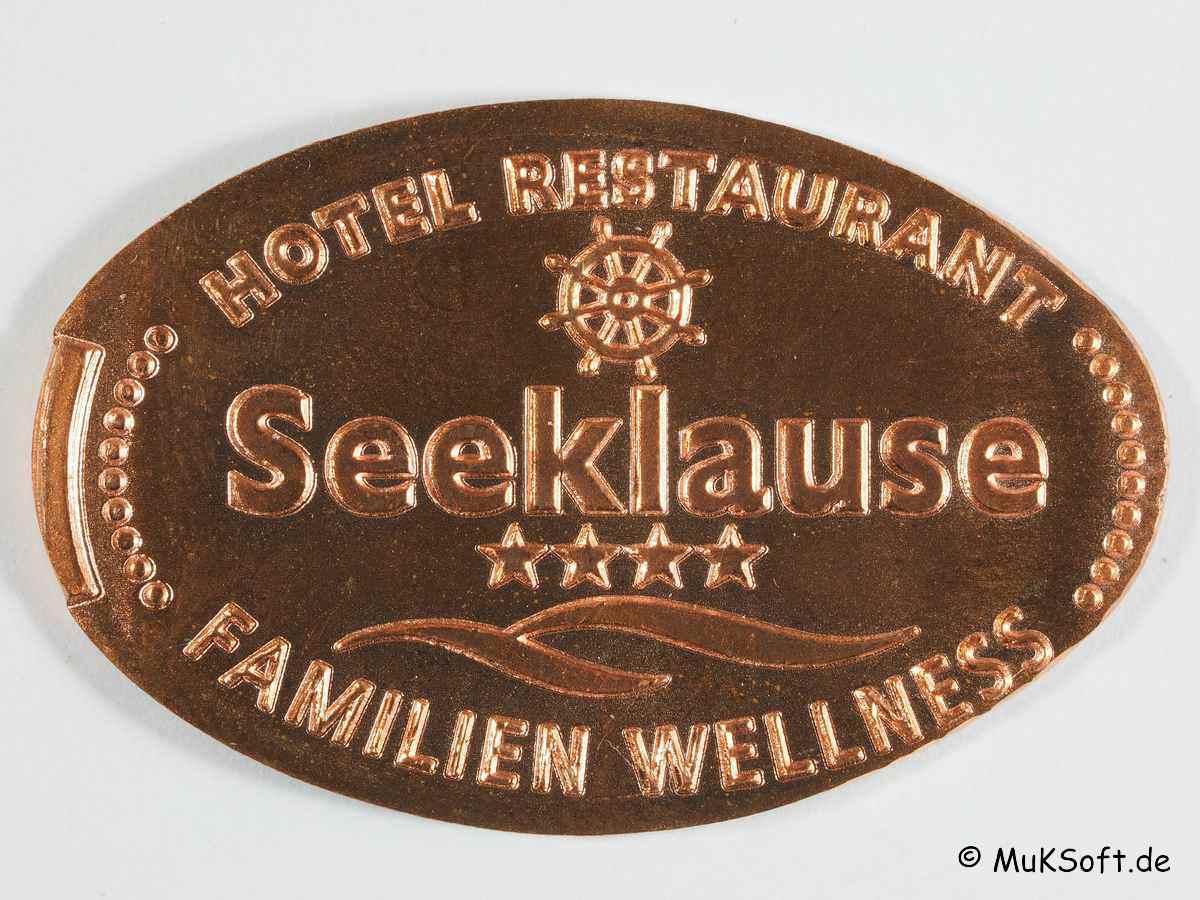 HOTEL RESTAURANT
Seeklause
FAMILIEN WELLNESS
© MuKSoft.de